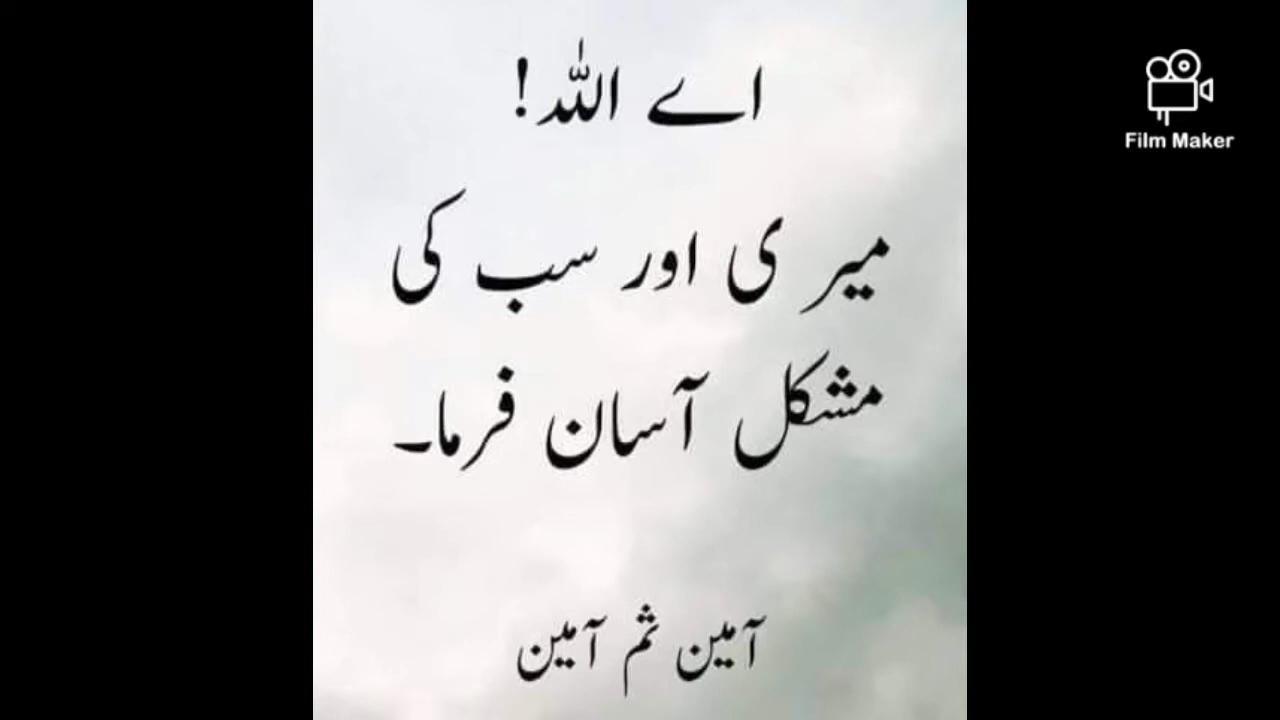 اے اللہ!
Film Maker
میری اور سب کی
مشکل آسان فرما۔
آمین ثم آمین